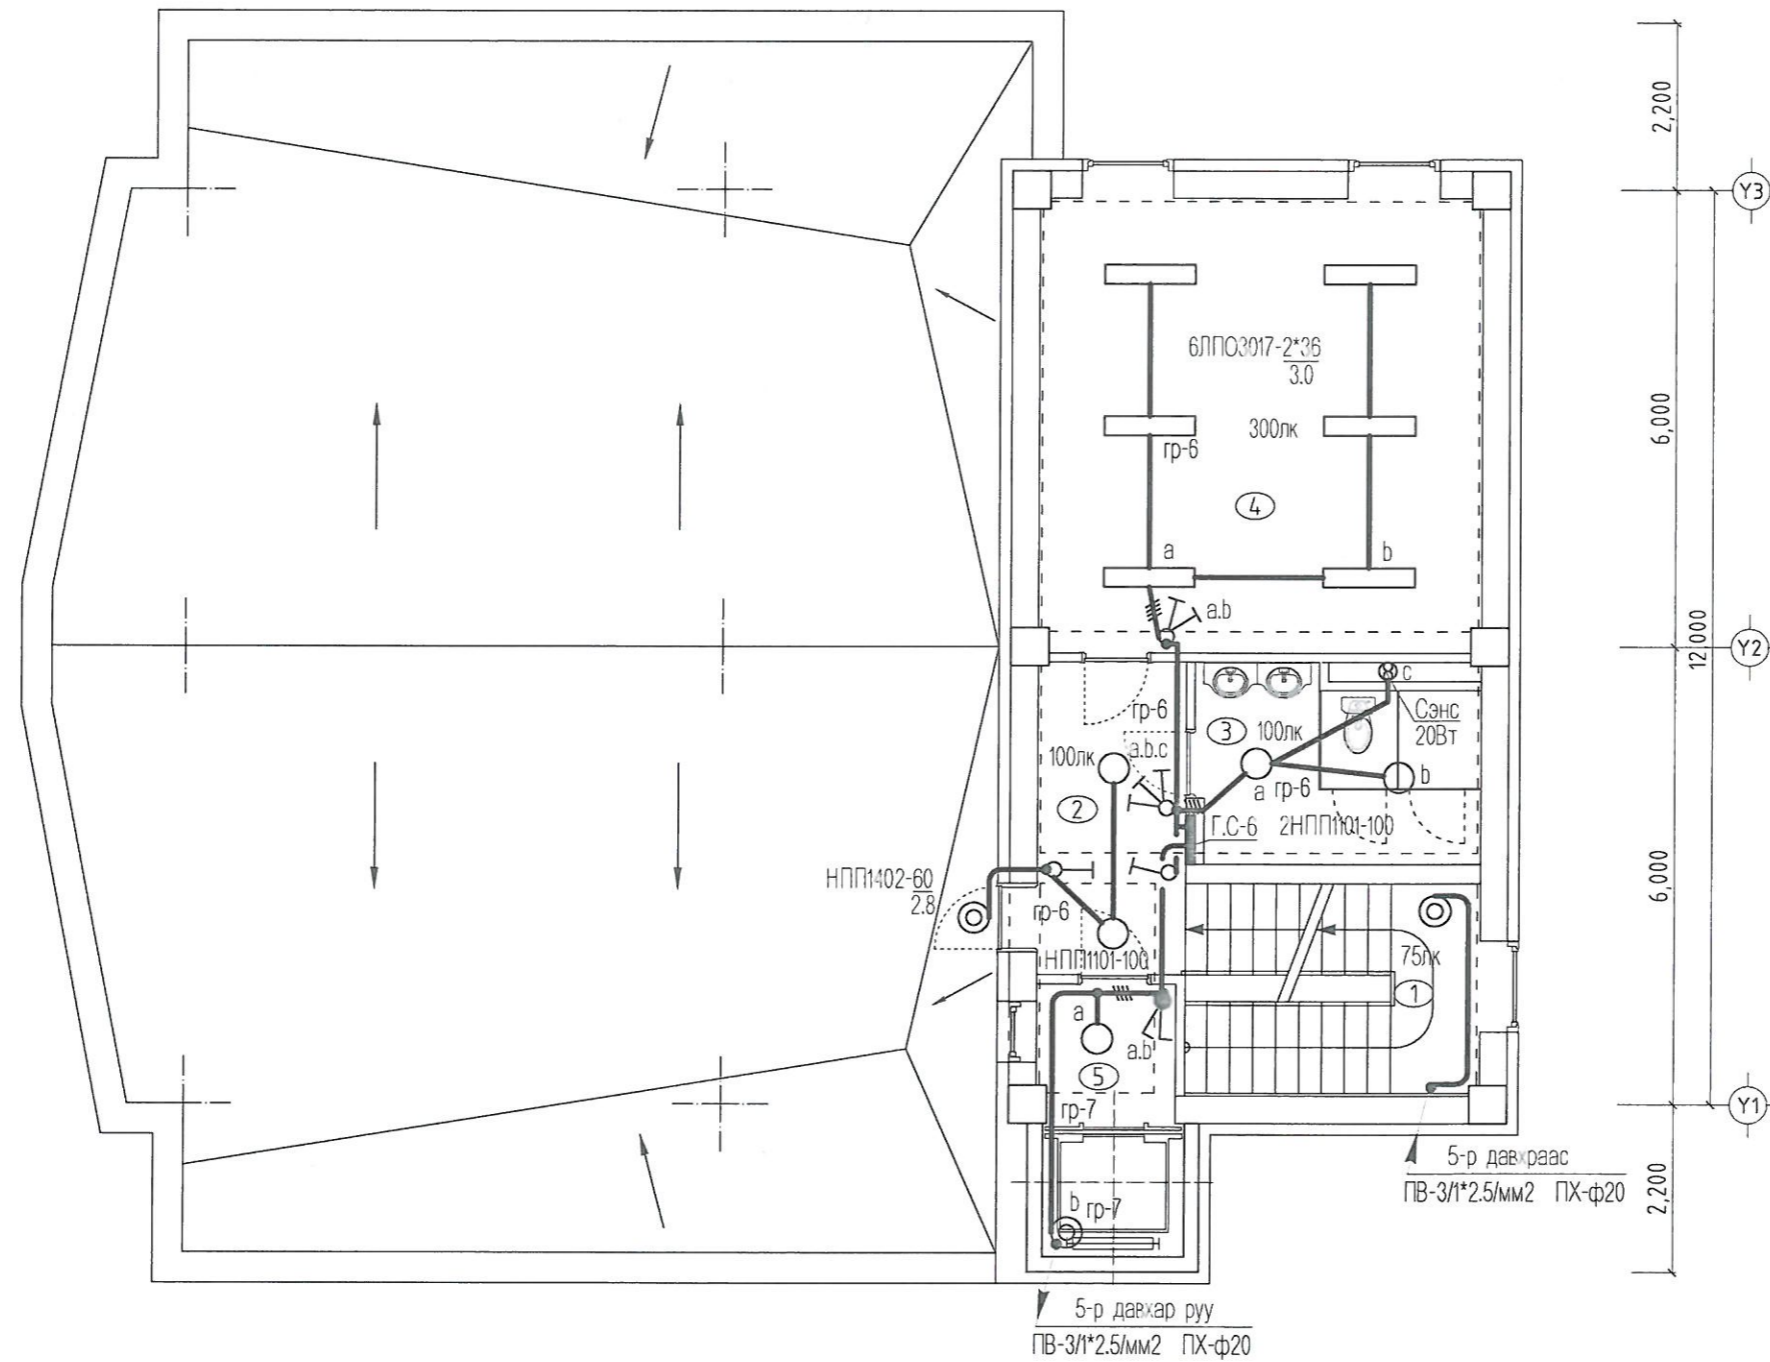 2,200
Y3
6ЛПО3017-2*36
3.0
6,000
300лк
гр-6
4
a
b
a.b
12,000
Y2
c
гр-6
3
100лк
Сэнс
20Вт
100лк
a.b.c
a
гр-6
b
2
Г.С-6
2НПП1101-100
НПП1402-60
2.8
6,000
гр-6
НПП1101-100
75лк
1
a
a.b
5
гр-7
Y1
5-р давхраас
ПВ-3/1*2.5/мм2 ПХ-ф20
2,200
b
гр-7
5-р давхар руу
ПВ-3/1*2.5/мм2 ПХ-ф20